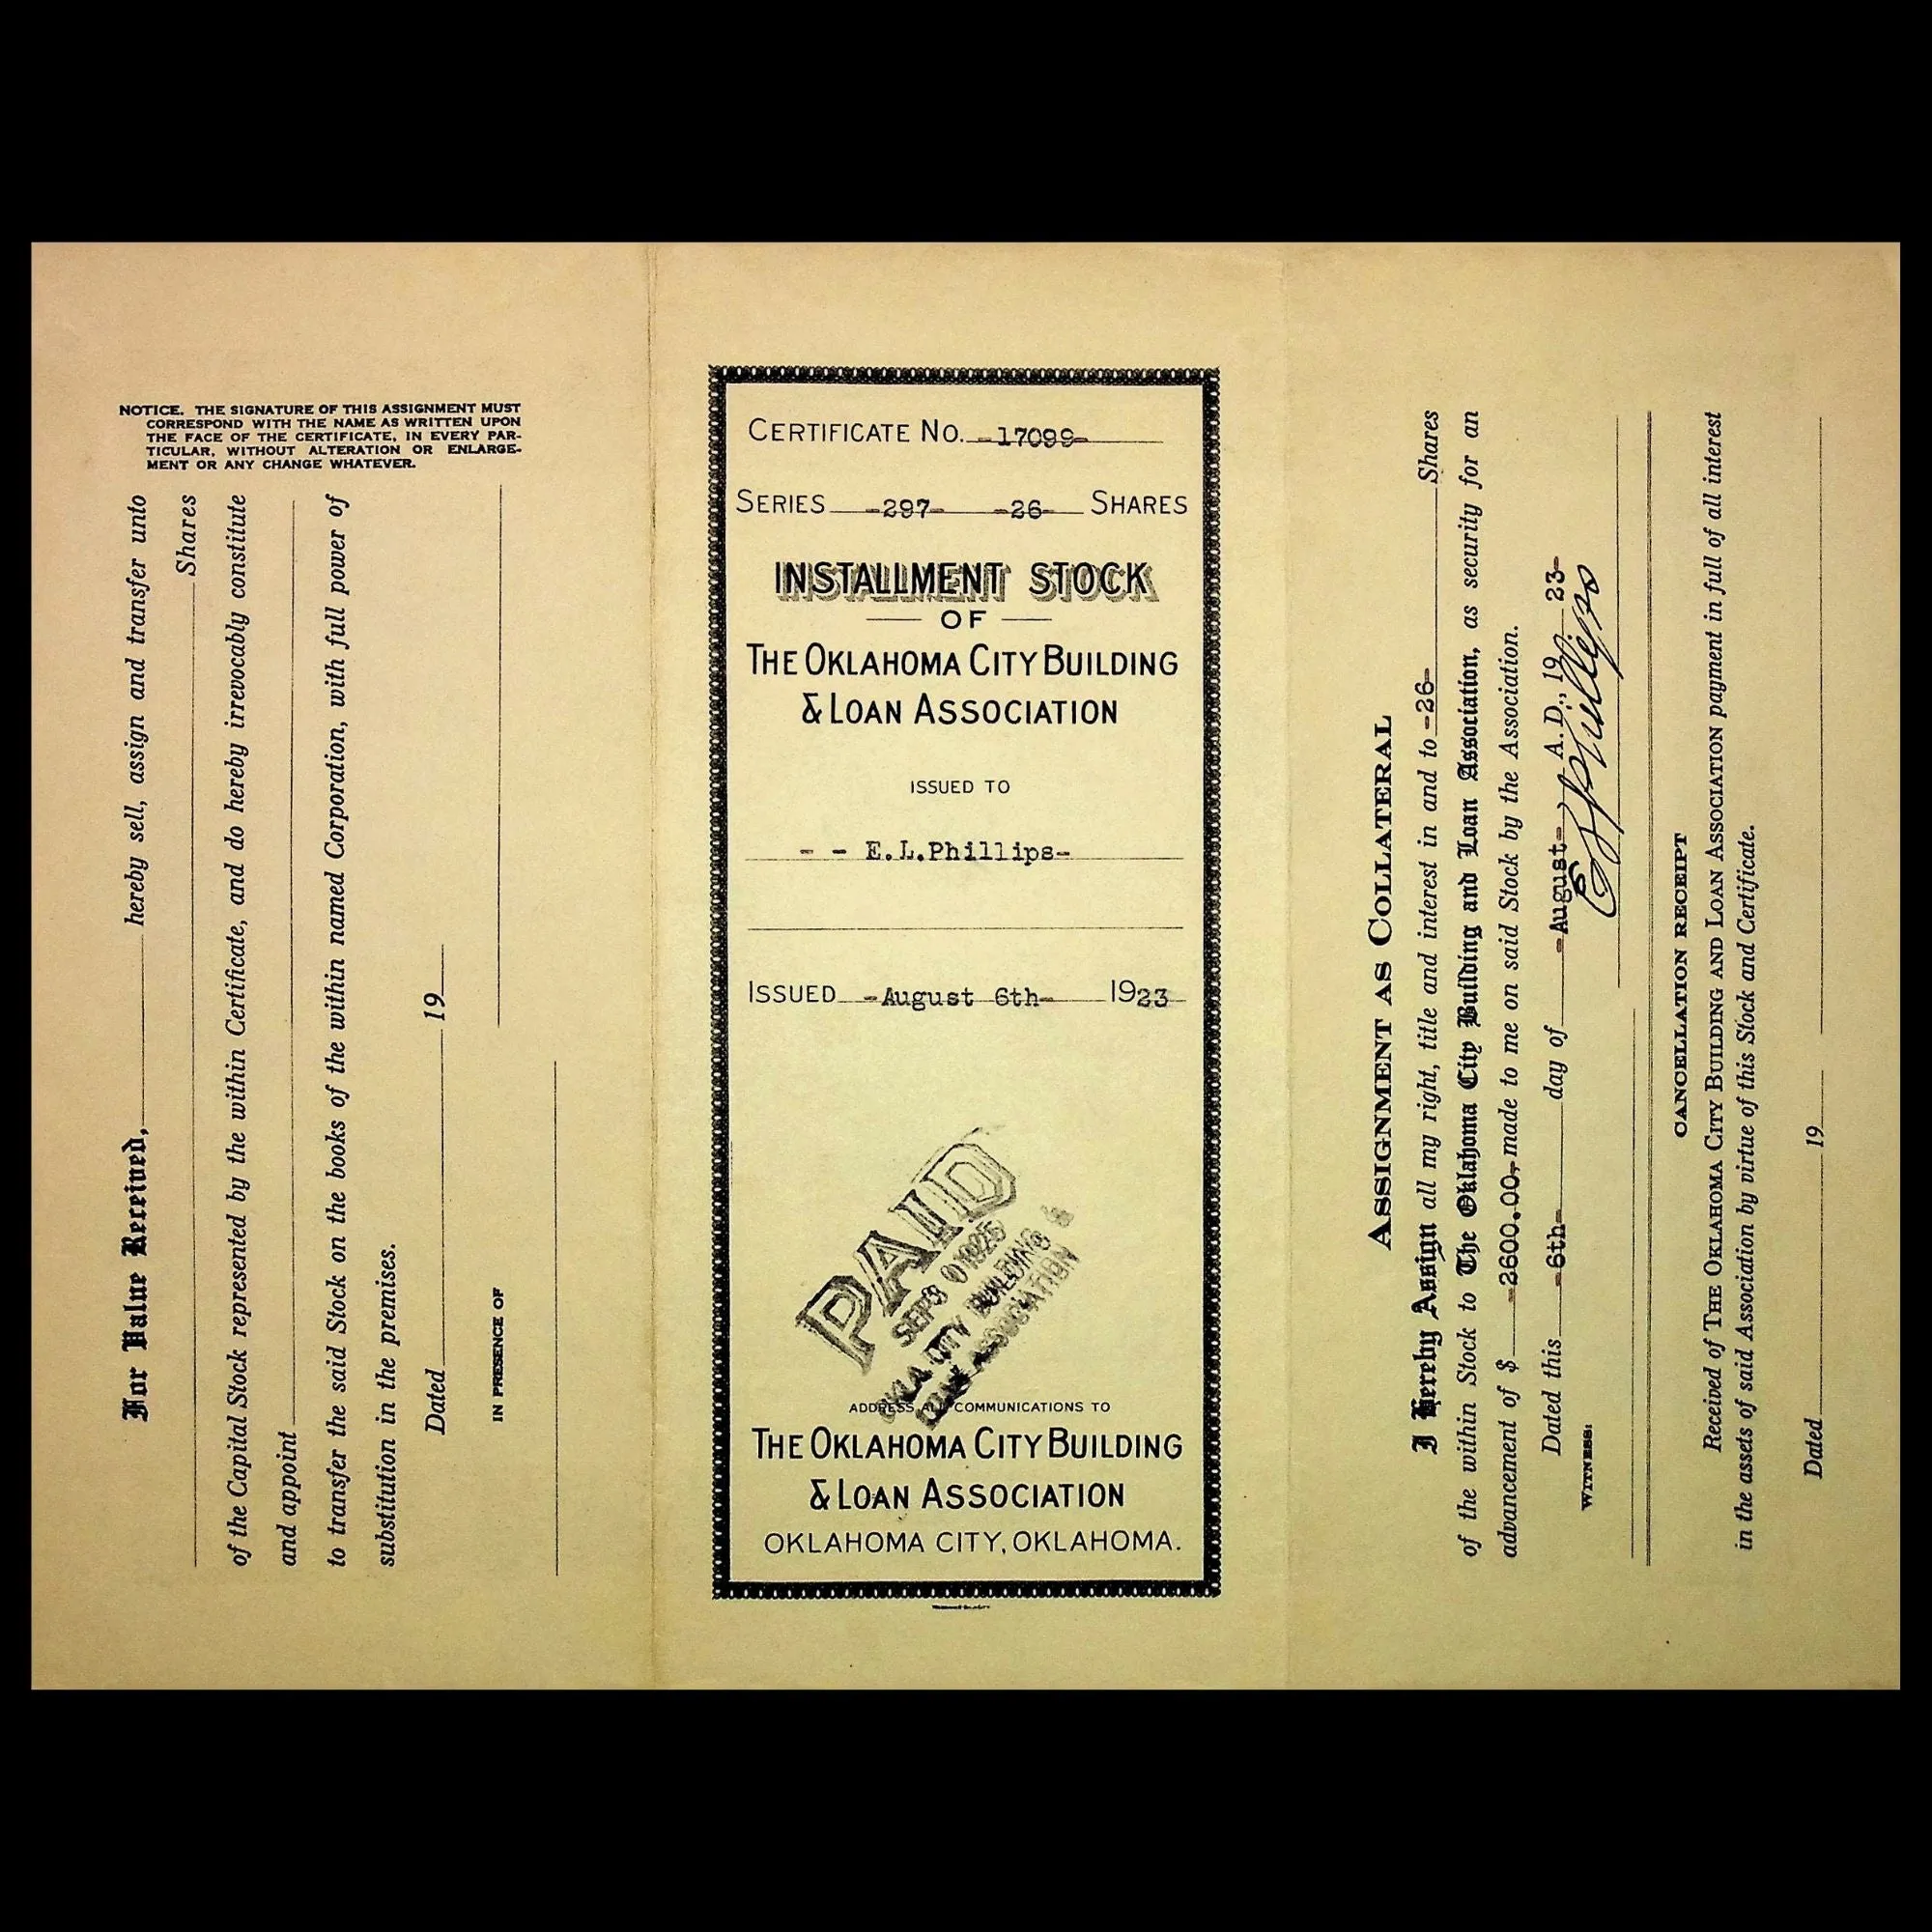 NOTICE. THE SIGNATURE OF THIS ASSIGNMENT MUST
CORRESPOND WITH THE NAME AS WRITTEN UPON
THE FACE OF THE CERTIFICATE, IN EVERY PAR-
TICULAR, WITHOUT ALTERATION OR ENLARGE-
MENT OR ANY CHANGE WHATEVER.
For Value Received, hereby sell, assign and transfer unto
Shares
of the Capital Stock represented by the within Certificate, and do hereby irrevocably constitute
and appoint
to transfer the said Stock on the books of the within named Corporation, with full power of
substitution in the premises.
Dated 19
IN PRESENCE OF
CERTIFICATE NO. -17099-
SERIES -297- -26- SHARES
INSTALLMENT STOCK
OF
THE OKLAHOMA CITY BUILDING
& LOAN ASSOCIATION
ISSUED TO
- - E.L.Phillips-
ISSUED -August 6th- 1923
PAID
SEP 30 1925
OKLA CITY BUILDING &
LOAN ASSOCIATION
ADDRESS ALL COMMUNICATIONS TO
THE OKLAHOMA CITY BUILDING
& LOAN ASSOCIATION
OKLAHOMA CITY, OKLAHOMA.
ASSIGNMENT AS COLLATERAL
I Hereby Assign all my right, title and interest in and to -26- Shares
of the within Stock to The Oklahoma City Building and Loan Association, as security for an
advancement of $ -2600.00- made to me on said Stock by the Association.
Dated this -6th- day of -August- A. D., 19 23-
WITNESS: E L Phillips
CANCELLATION RECEIPT
Received of THE OKLAHOMA CITY BUILDING AND LOAN ASSOCIATION payment in full of all interest
in the assets of said Association by virtue of this Stock and Certificate.
Dated 19